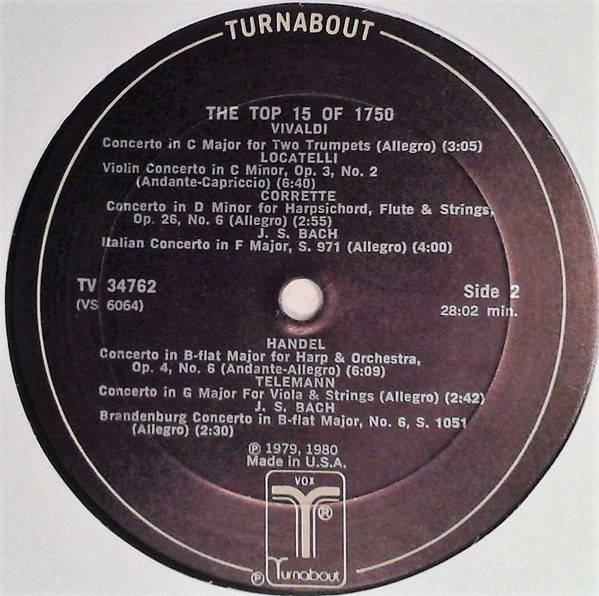 TURNABOUT
THE TOP 15 OF 1750
VIVALDI
Concerto in C Major for Two Trumpets (Allegro) (3:05)
LOCATELLI
Violin Concerto in C Minor, Op. 3, No. 2
(Andante-Capriccio) (6:40)
CORRETTE
Concerto in D Minor for Harpsichord, Flute & Strings,
Op. 26, No. 6 (Allegro) (2:55)
J. S. BACH
Italian Concerto in F Major, S. 971 (Allegro) (4:00)
TV 34762
(VS 6064)
Side 2
28:02 min.
HANDEL
Concerto in B-flat Major for Harp & Orchestra,
Op. 4, No. 6 (Andante-Allegro) (6:09)
TELEMANN
Concerto in G Major For Viola & Strings (Allegro) (2:42)
J. S. BACH
Brandenburg Concerto in B-flat Major, No. 6, S. 1051
(Allegro) (2:30)
℗ 1979, 1980
Made in U.S.A.
VOX
T®
℗ Turnabout